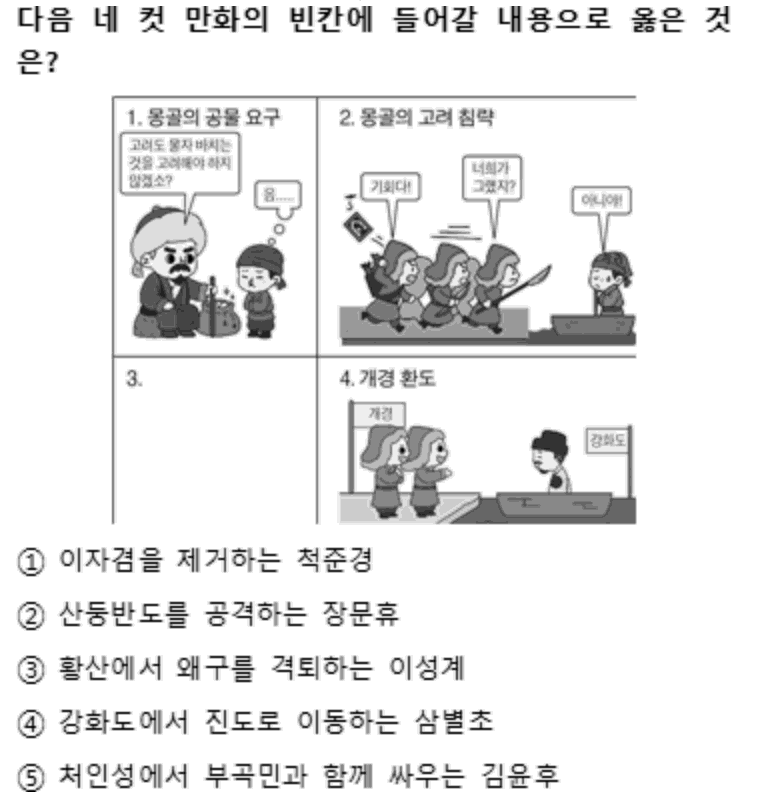 다음 네 컷 만화의 빈칸에 들어갈 내용으로 옳은 것
은?
1. 몽골의 공물 요구
고려도 물자 바치는
것을 고려해야 하지
않겠소?
음.....
2. 몽골의 고려 침략
기회다!
너희가
그랬지?
아니야!
3.
4. 개경 환도
개경
강화도
① 이자겸을 제거하는 척준경
② 산둥반도를 공격하는 장문휴
③ 황산에서 왜구를 격퇴하는 이성계
④ 강화도에서 진도로 이동하는 삼별초
⑤ 처인성에서 부곡민과 함께 싸우는 김윤후